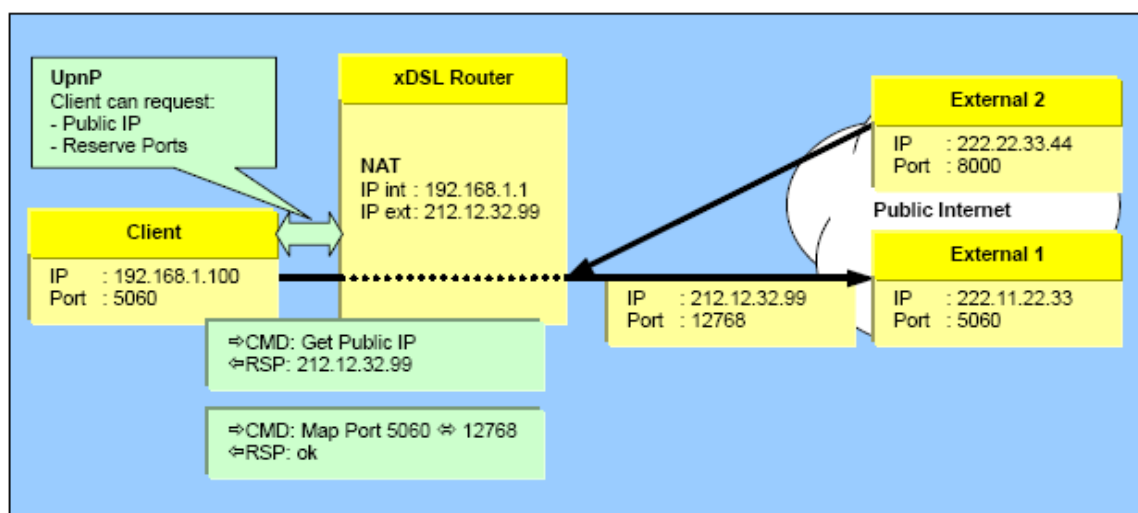 UpnP
Client can request:
- Public IP
- Reserve Ports
xDSL Router
NAT
IP int : 192.168.1.1
IP ext : 212.12.32.99
Client
IP : 192.168.1.100
Port : 5060
External 2
IP : 222.22.33.44
Port : 8000
Public Internet
External 1
IP : 222.11.22.33
Port : 5060
IP : 212.12.32.99
Port : 12768
⇨CMD: Get Public IP
⇦RSP: 212.12.32.99
⇨CMD: Map Port 5060 ⬄ 12768
⇦RSP: ok